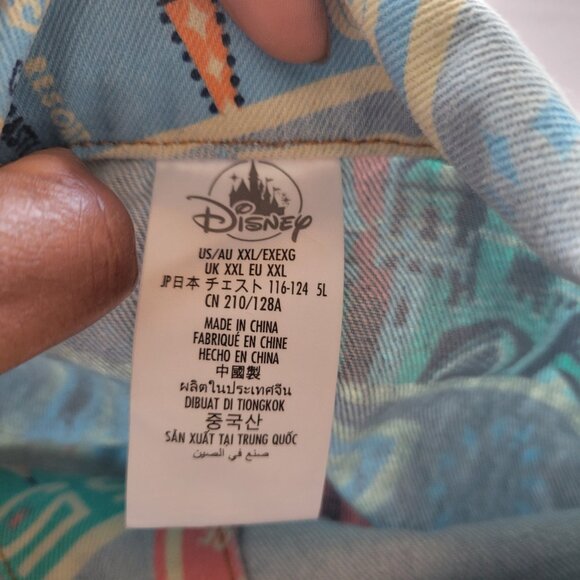 Disney
US/AU XXL/EXEXG
UK XXL EU XXL
JP日本 チェスト 116-124 5L
CN 210/128A
MADE IN CHINA
FABRIQUÉ EN CHINE
HECHO EN CHINA
中國製
ผลิตในประเทศจีน
DIBUAT DI TIONGKOK
중국산
SẢN XUẤT TẠI TRUNG QUỐC
صنع في الصين